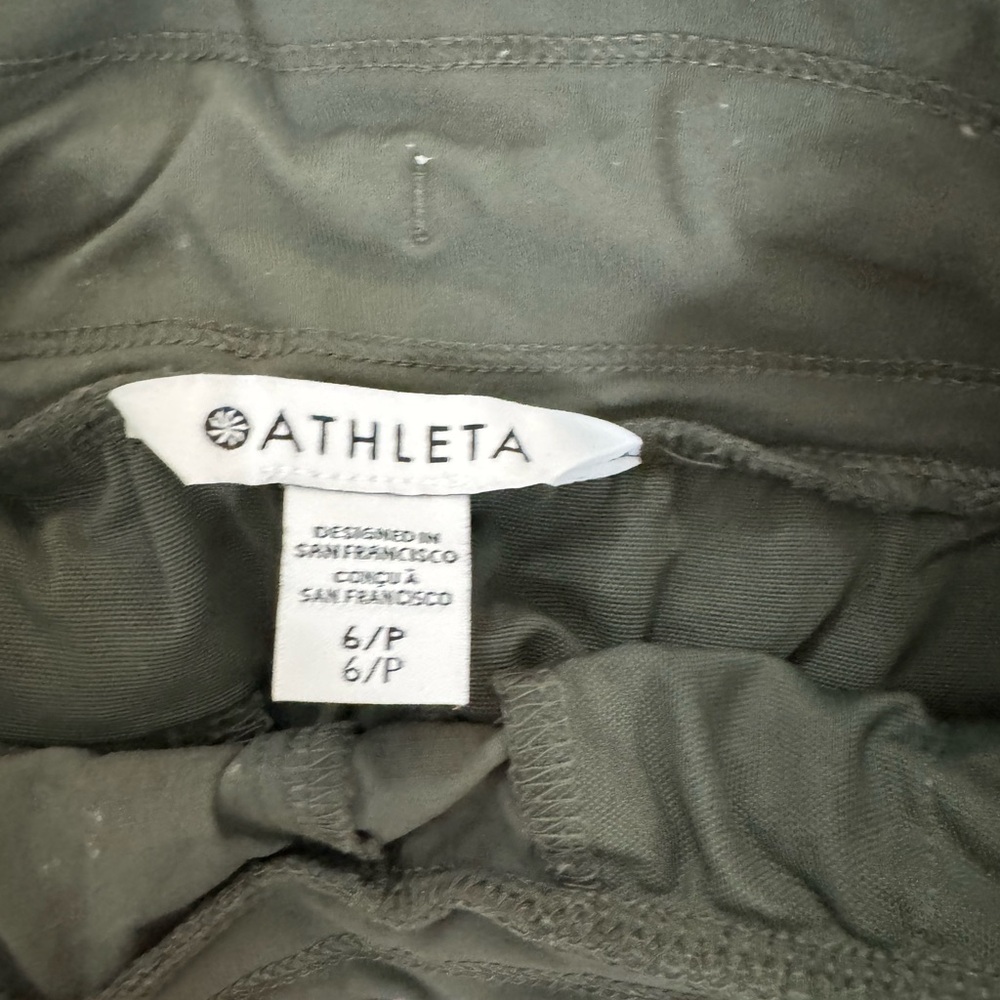 ATHLETA
DESIGNED IN
SAN FRANCISCO
CONÇU À
SAN FRANCISCO
6/P
6/P